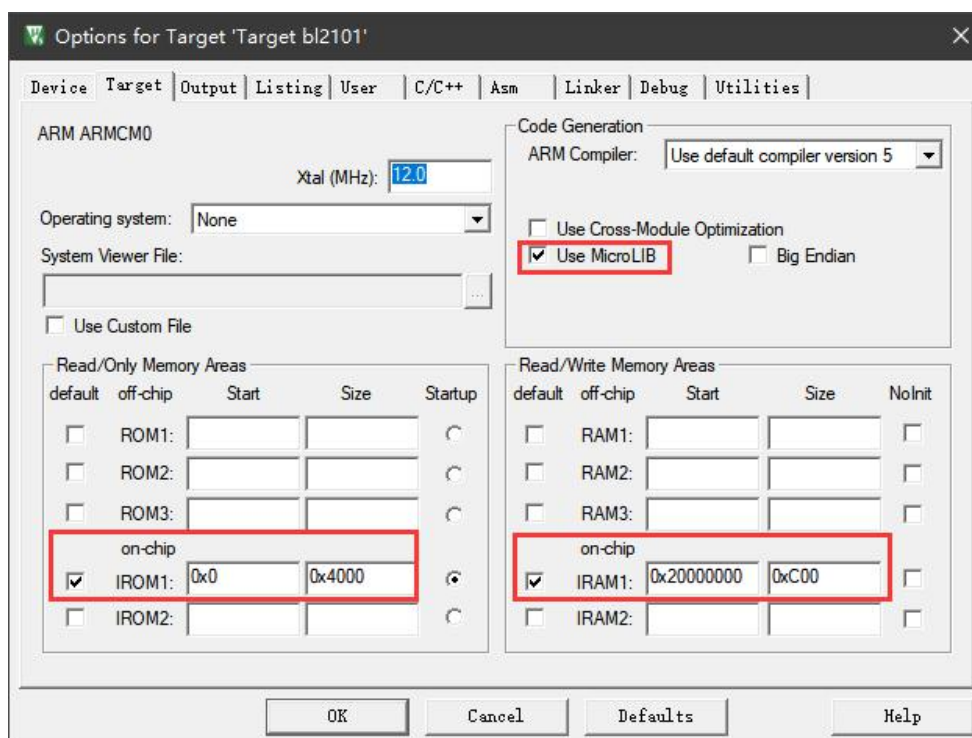 Options for Target 'Target bl2101'
Device Target Output Listing User C/C++ Asm Linker Debug Utilities
ARM ARMCM0
Xtal (MHz): 12.0
Operating system: None
System Viewer File:
...
Use Custom File
Code Generation
ARM Compiler: Use default compiler version 5
Use Cross-Module Optimization
Use MicroLIB Big Endian
Read/Only Memory Areas
default off-chip Start Size Startup
ROM1:
ROM2:
ROM3:
on-chip
IROM1: 0x0 0x4000
IROM2:
Read/Write Memory Areas
default off-chip Start Size NoInit
RAM1:
RAM2:
RAM3:
on-chip
IRAM1: 0x20000000 0xC00
IRAM2:
OK Cancel Defaults Help